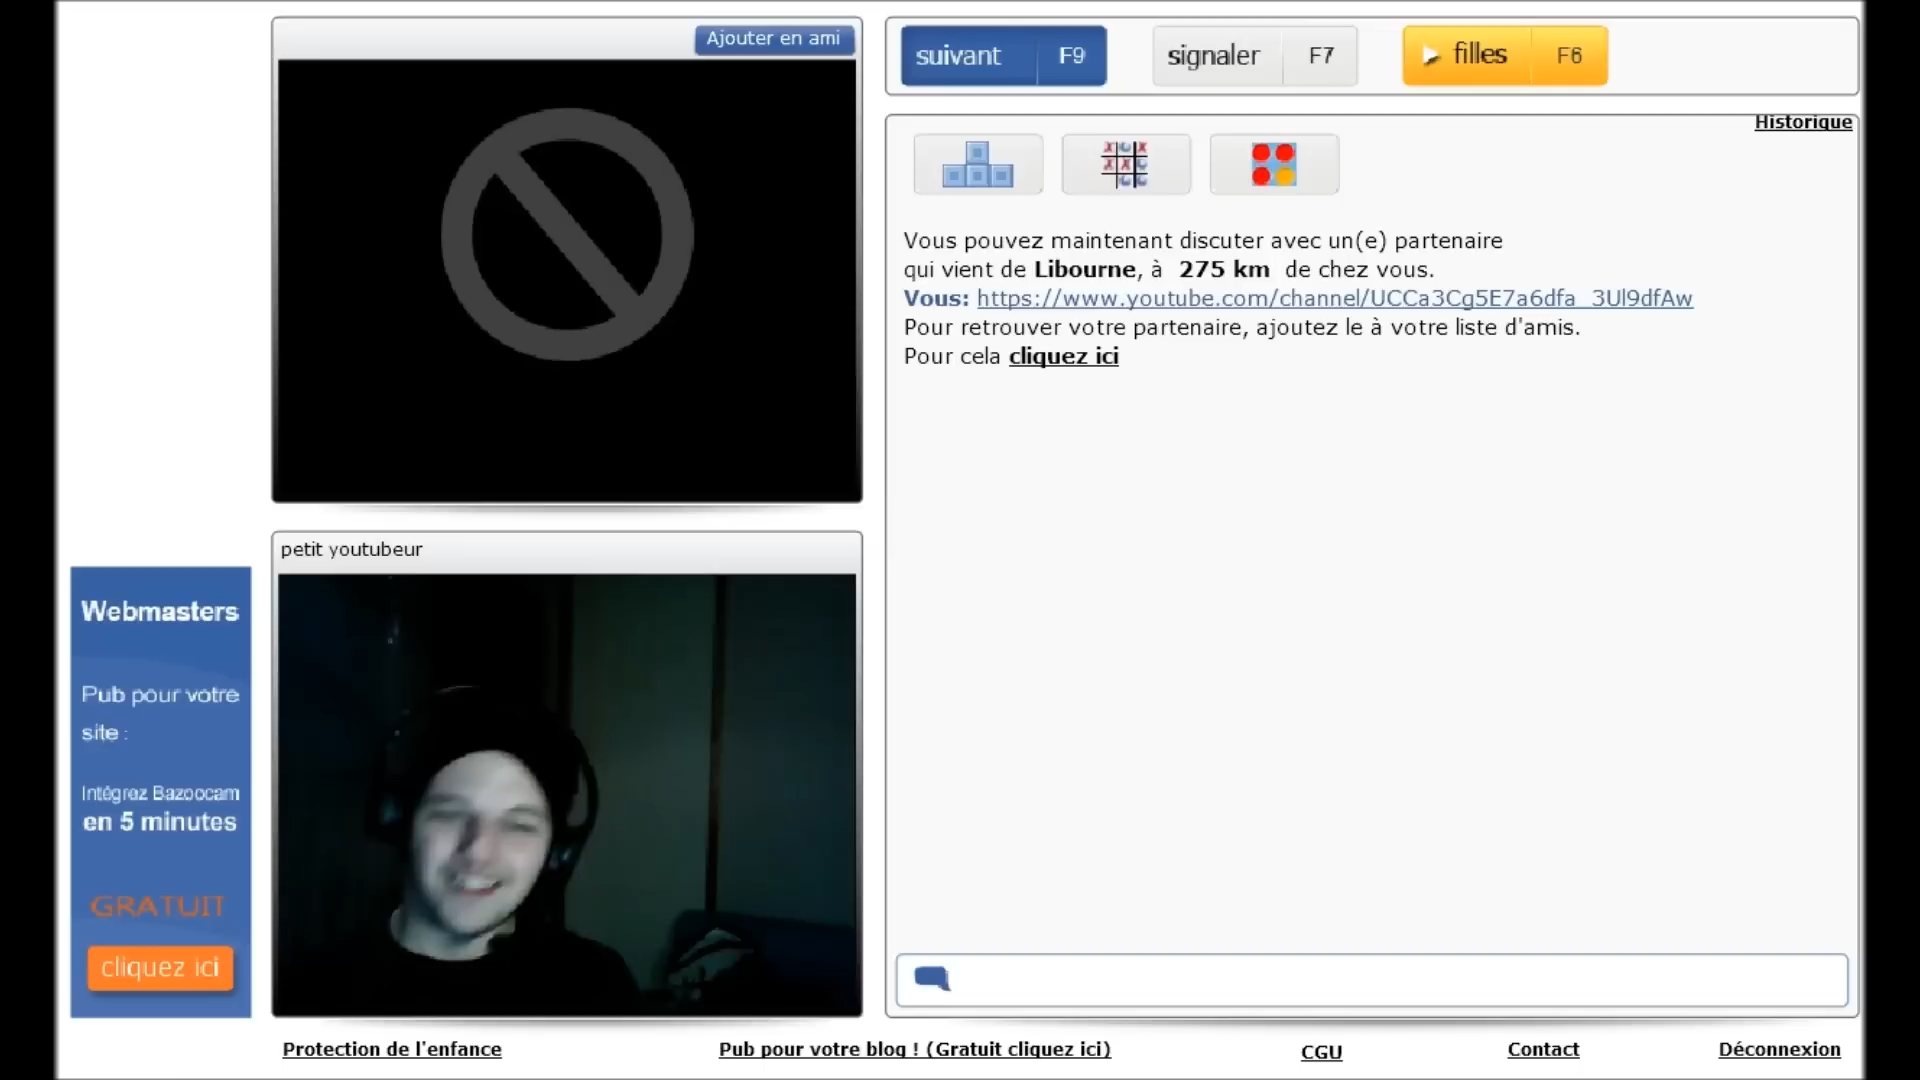 Ajouter en ami
suivant F9
signaler F7
filles F6
Historique
Vous pouvez maintenant discuter avec un(e) partenaire
qui vient de Libourne, à 275 km de chez vous.
Vous: https://www.youtube.com/channel/UCCa3Cg5E7a6dfa_3Ul9dfAw
Pour retrouver votre partenaire, ajoutez le à votre liste d'amis.
Pour cela cliquez ici
petit youtubeur
Webmasters
Pub pour votre
site :
Intégrez Bazoocam
en 5 minutes
GRATUIT
cliquez ici
Protection de l'enfance
Pub pour votre blog ! (Gratuit cliquez ici)
CGU
Contact
Déconnexion